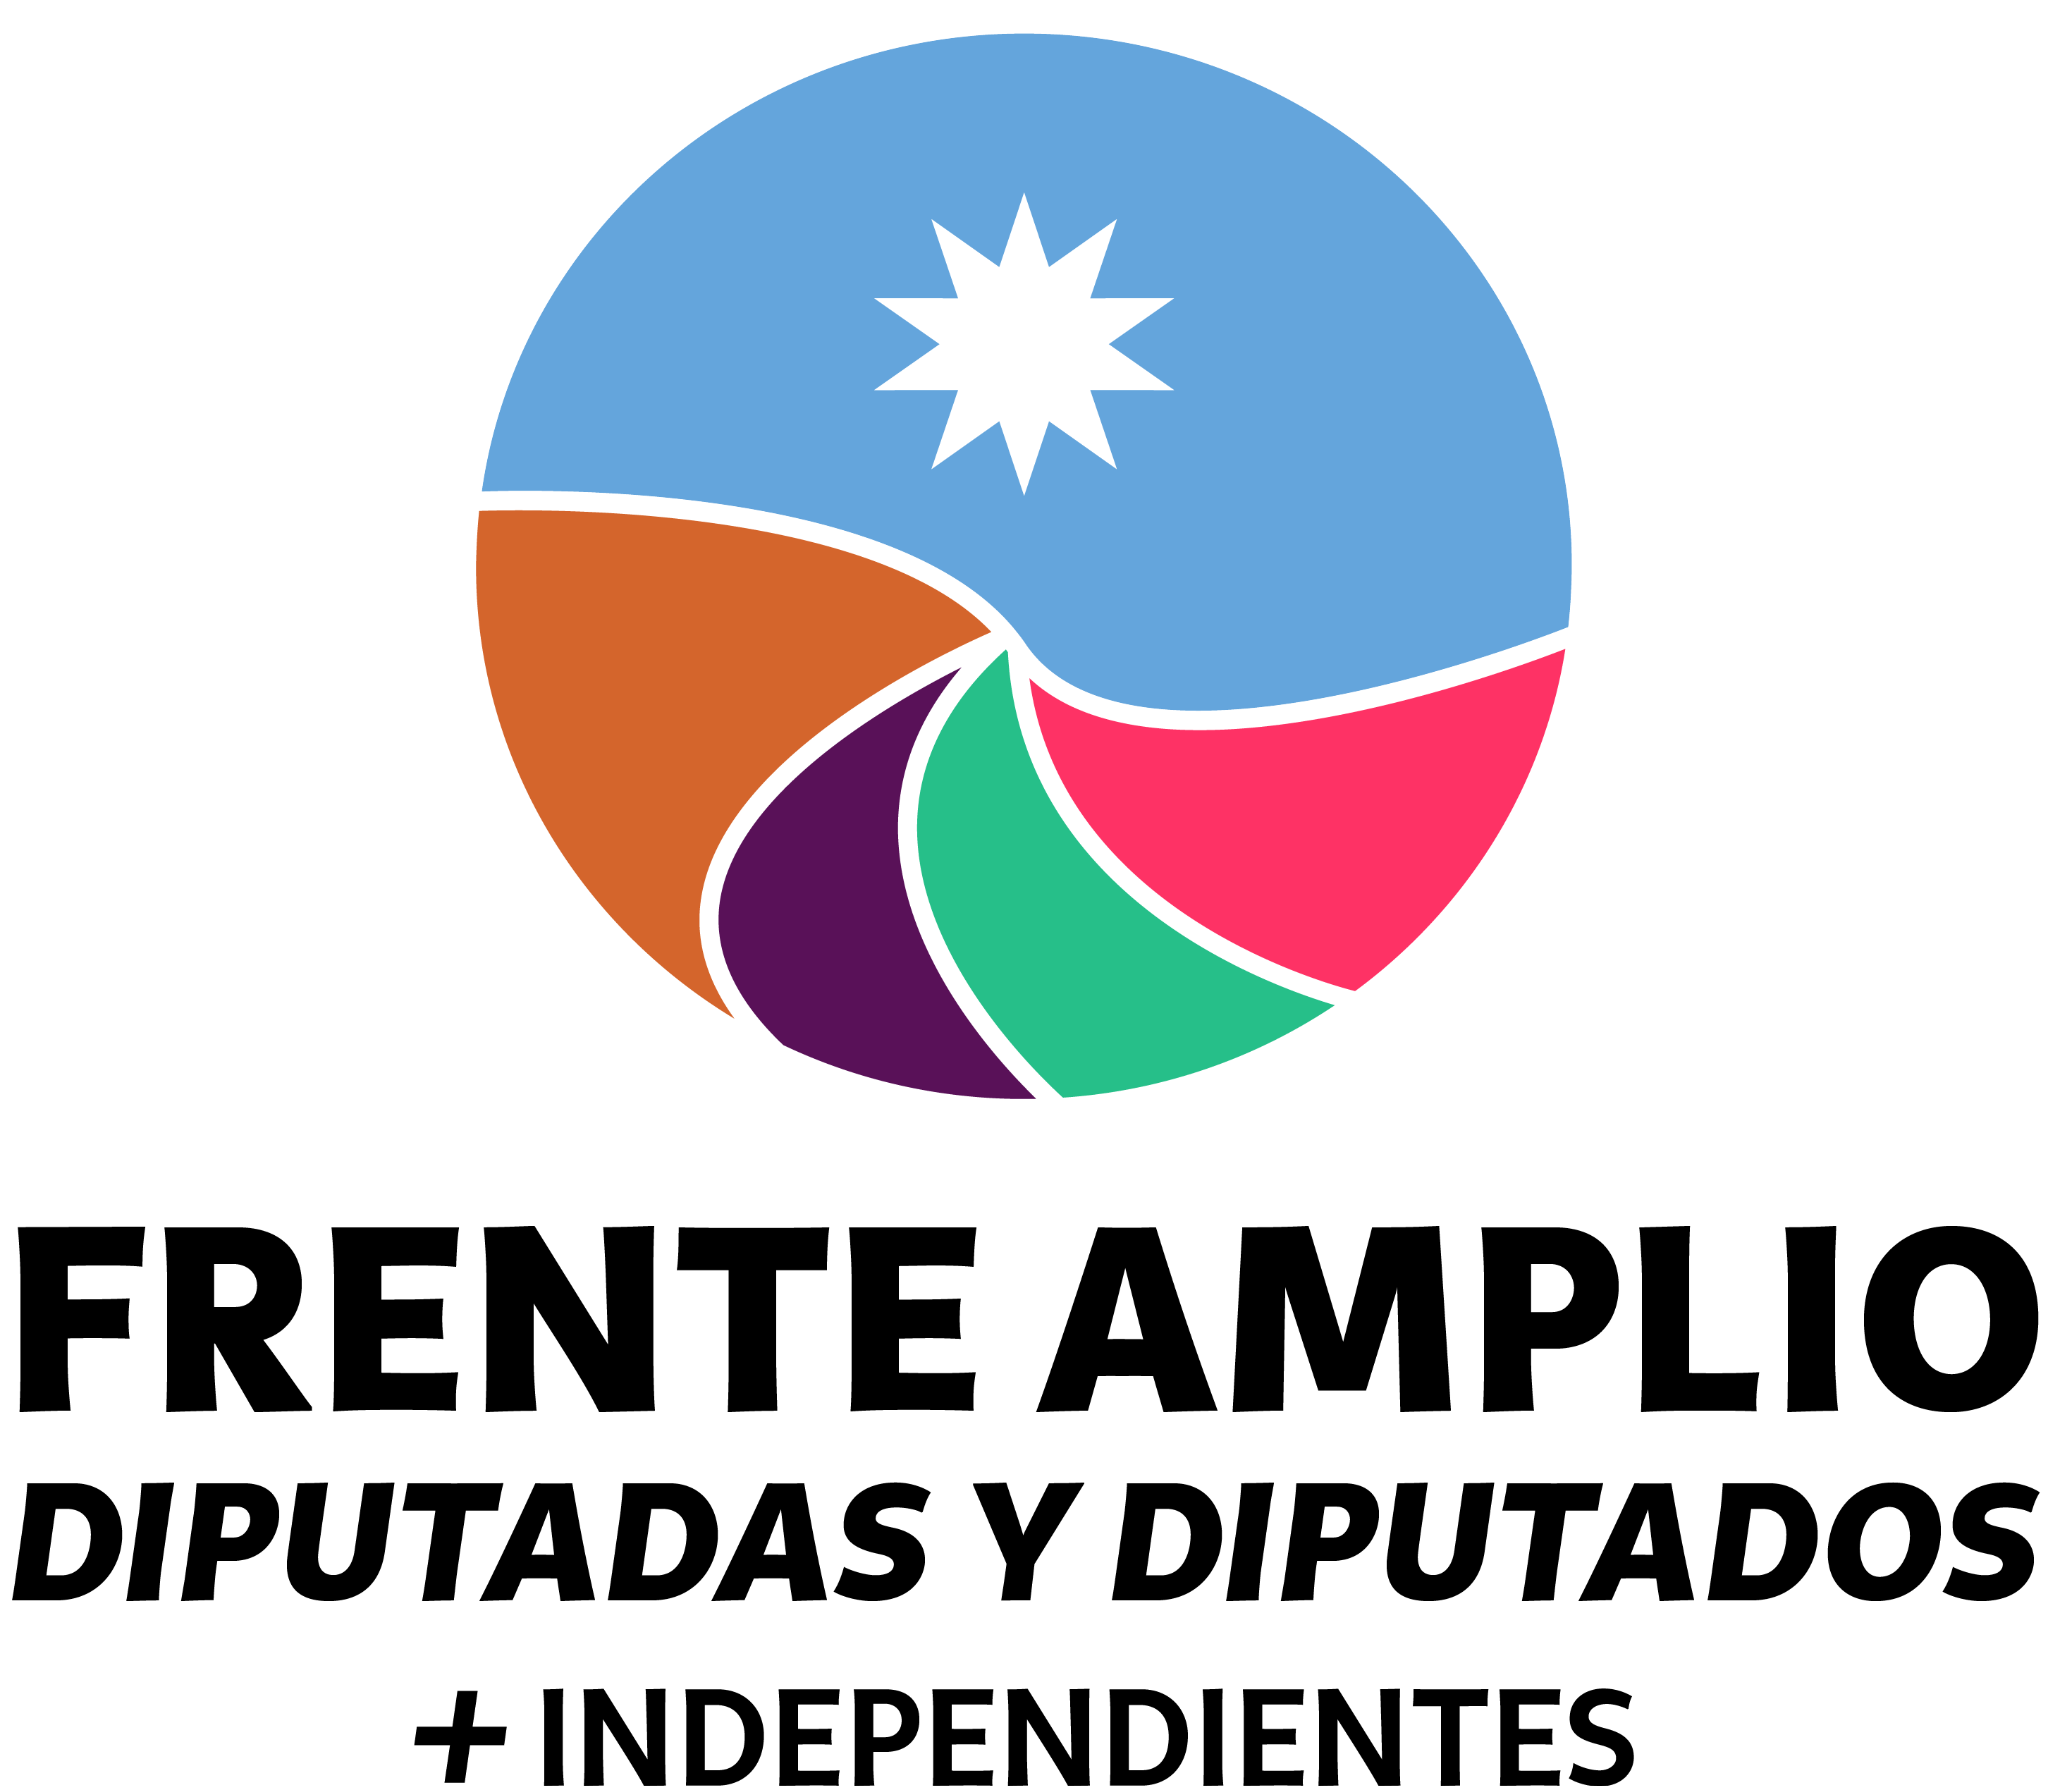 FRENTE AMPLIO
DIPUTADAS Y DIPUTADOS
+ INDEPENDIENTES